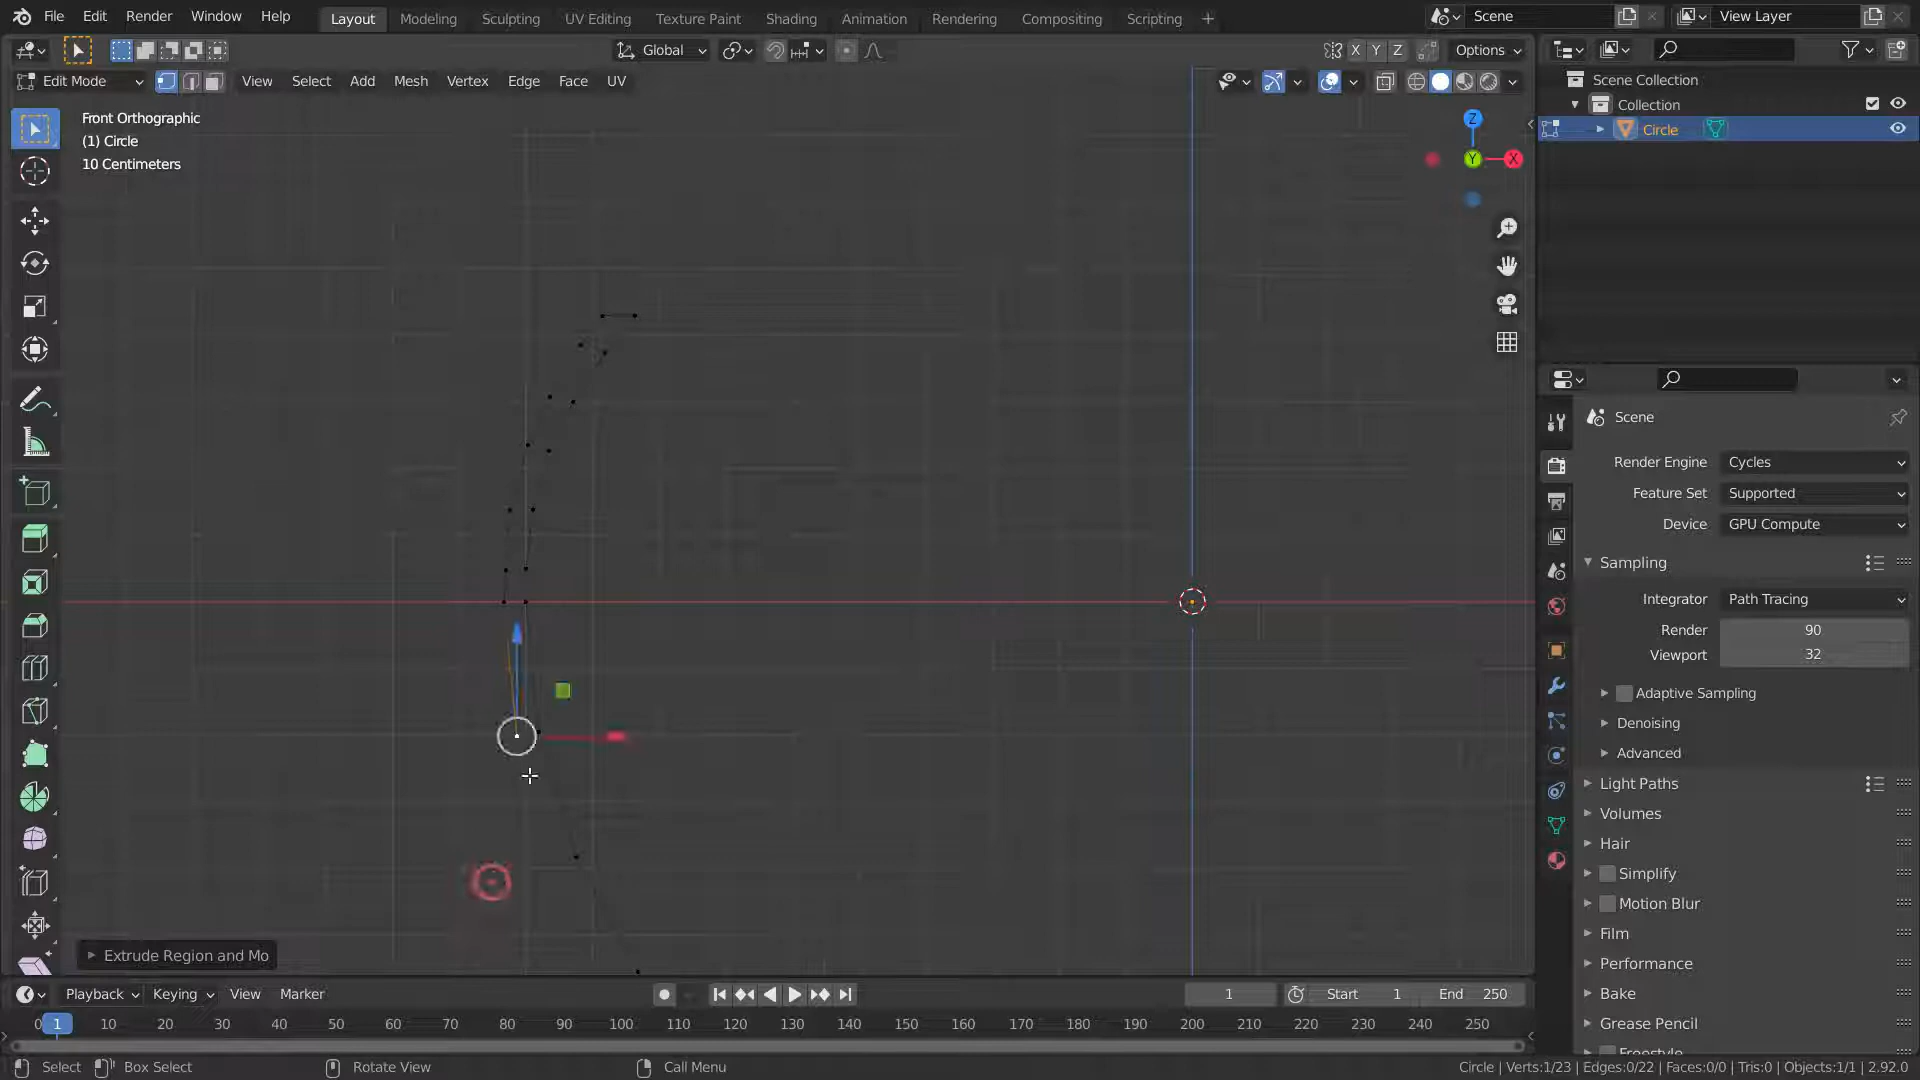 File Edit Render Window Help Layout Modeling Sculpting UV Editing Texture Paint Shading Animation Rendering Compositing Scripting + Scene View Layer
Global X Y Z Options
Edit Mode View Select Add Mesh Vertex Edge Face UV
Front Orthographic
(1) Circle
10 Centimeters
Z
Y
X
Scene Collection
Collection
Circle
Scene
Render Engine Cycles
Feature Set Supported
Device GPU Compute
Sampling
Integrator Path Tracing
Render 90
Viewport 32
Adaptive Sampling
Denoising
Advanced
Light Paths
Volumes
Hair
Simplify
Motion Blur
Film
Performance
Bake
Grease Pencil
Freestyle
Extrude Region and Mo
Playback Keying View Marker 1 Start 1 End 250
0 1 10 20 30 40 50 60 70 80 90 100 110 120 130 140 150 160 170 180 190 200 210 220 230 240 250
Select Box Select Rotate View Call Menu Circle | Verts:1/23 | Edges:0/22 | Faces:0/0 | Tris:0 | Objects:1/1 | 2.92.0